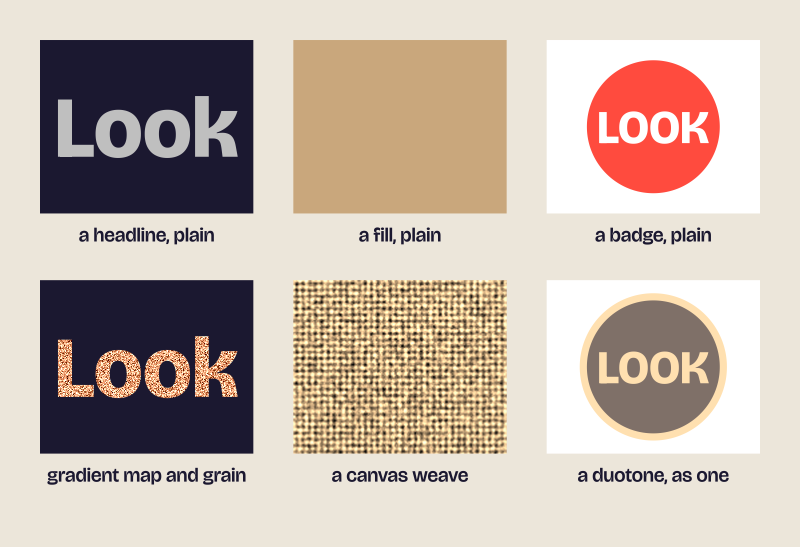 Look
LOOK
a headline, plain
a fill, plain
a badge, plain
Look
LOOK
gradient map and grain
a canvas weave
a duotone, as one